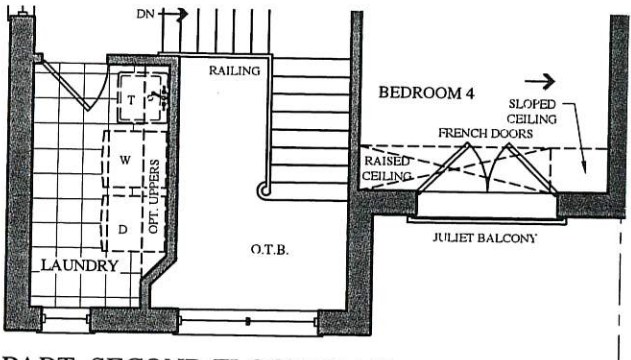 DN
RAILING
T
W
D
OPT. UPPERS
LAUNDRY
O.T.B.
BEDROOM 4
SLOPED
CEILING
FRENCH DOORS
RAISED
CEILING
JULIET BALCONY